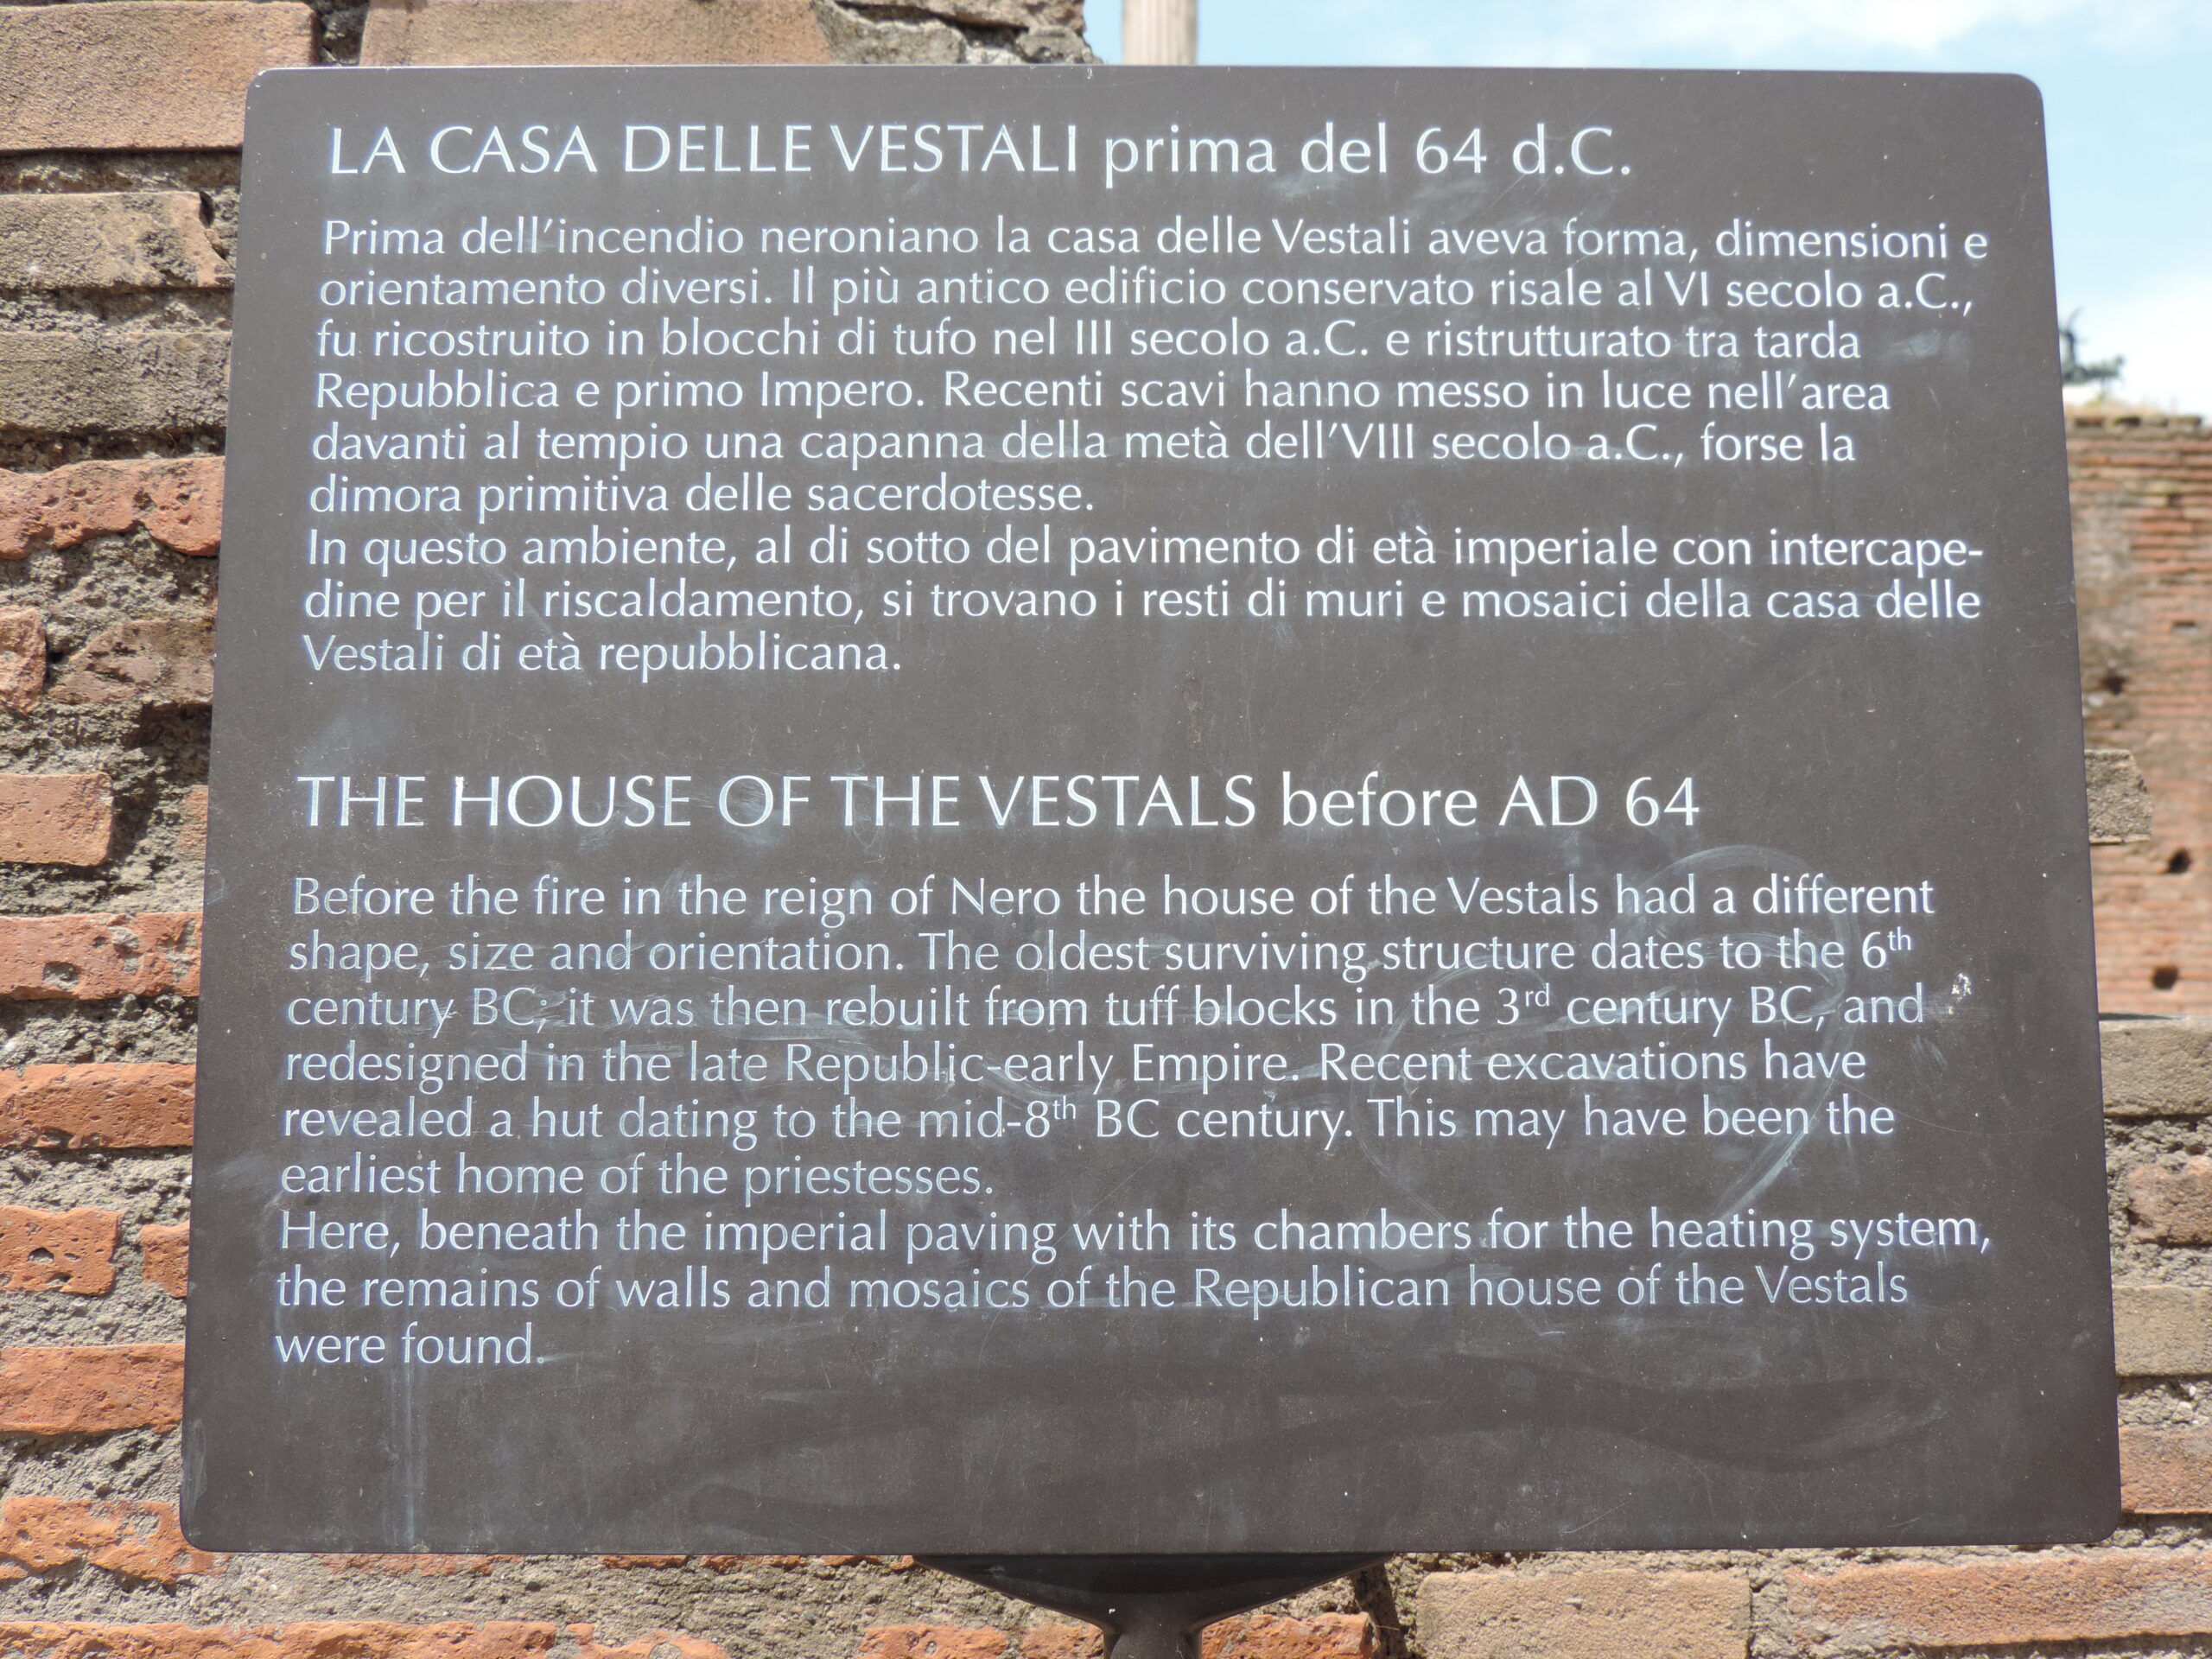 LA CASA DELLE VESTALI prima del 64 d.C.
Prima dell'incendio neroniano la casa delle Vestali aveva forma, dimensioni e
orientamento diversi. Il più antico edificio conservato risale al VI secolo a.C.,
fu ricostruito in blocchi di tufo nel III secolo a.C. e ristrutturato tra tarda
Repubblica e primo Impero. Recenti scavi hanno messo in luce nell'area
davanti al tempio una capanna della metà dell'VIII secolo a.C., forse la
dimora primitiva delle sacerdotesse.
In questo ambiente, al di sotto del pavimento di età imperiale con intercape-
dine per il riscaldamento, si trovano i resti di muri e mosaici della casa delle
Vestali di età repubblicana.
THE HOUSE OF THE VESTALS before AD 64
Before the fire in the reign of Nero the house of the Vestals had a different
shape, size and orientation. The oldest surviving structure dates to the 6th
century BC; it was then rebuilt from tuff blocks in the 3rd century BC, and
redesigned in the late Republic-early Empire. Recent excavations have
revealed a hut dating to the mid-8th BC century. This may have been the
earliest home of the priestesses.
Here, beneath the imperial paving with its chambers for the heating system,
the remains of walls and mosaics of the Republican house of the Vestals
were found.